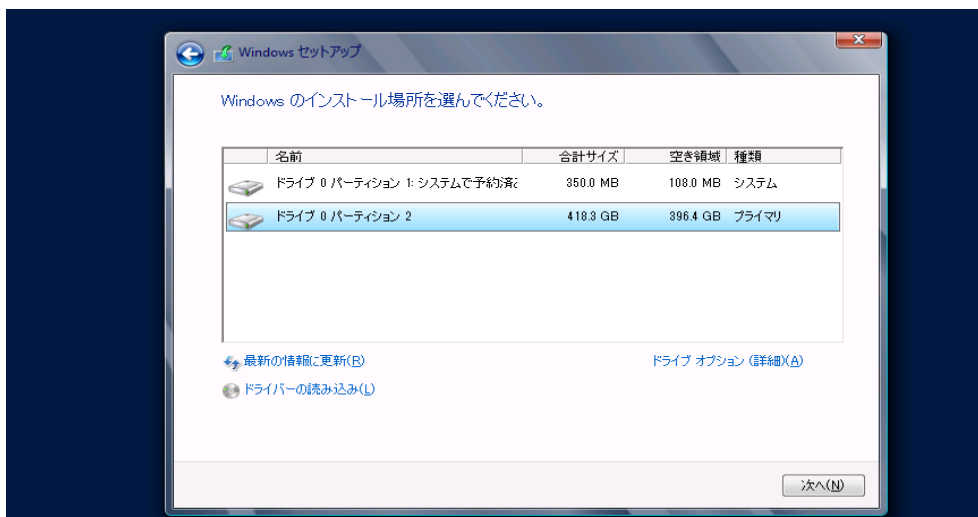 Windows セットアップ
Windows のインストール場所を選んでください。
名前 合計サイズ 空き領域 種類
ドライブ 0 パーティション 1: システムで予約済 350.0 MB 108.0 MB システム
ドライブ 0 パーティション 2 418.3 GB 396.4 GB プライマリ
最新の情報に更新(R) ドライブ オプション (詳細)(A)
ドライバーの読み込み(L)
次へ(N)